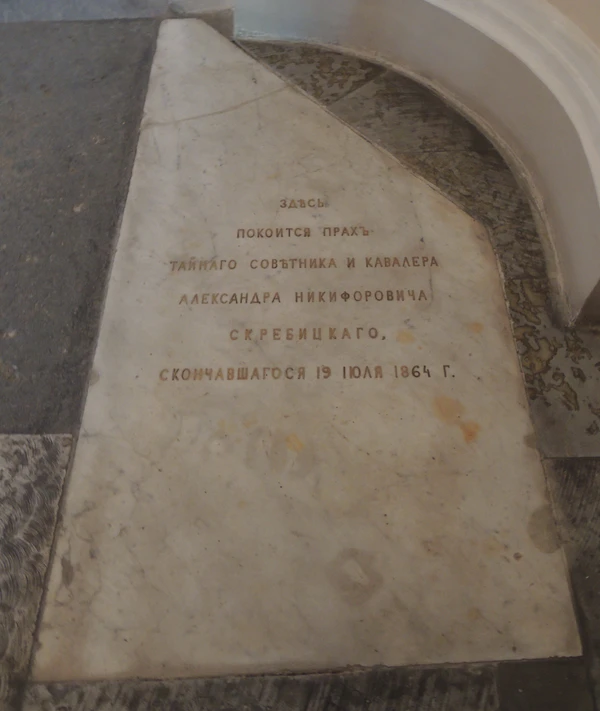 ЗДѢСЬ
ПОКОИТСЯ ПРАХЪ
ТАЙНАГО СОВѢТНИКА И КАВАЛЕРА
АЛЕКСАНДРА НИКИФОРОВИЧА
СКРЕБИЦКАГО,
СКОНЧАВШАГОСЯ 19 ІЮЛЯ 1864 Г.